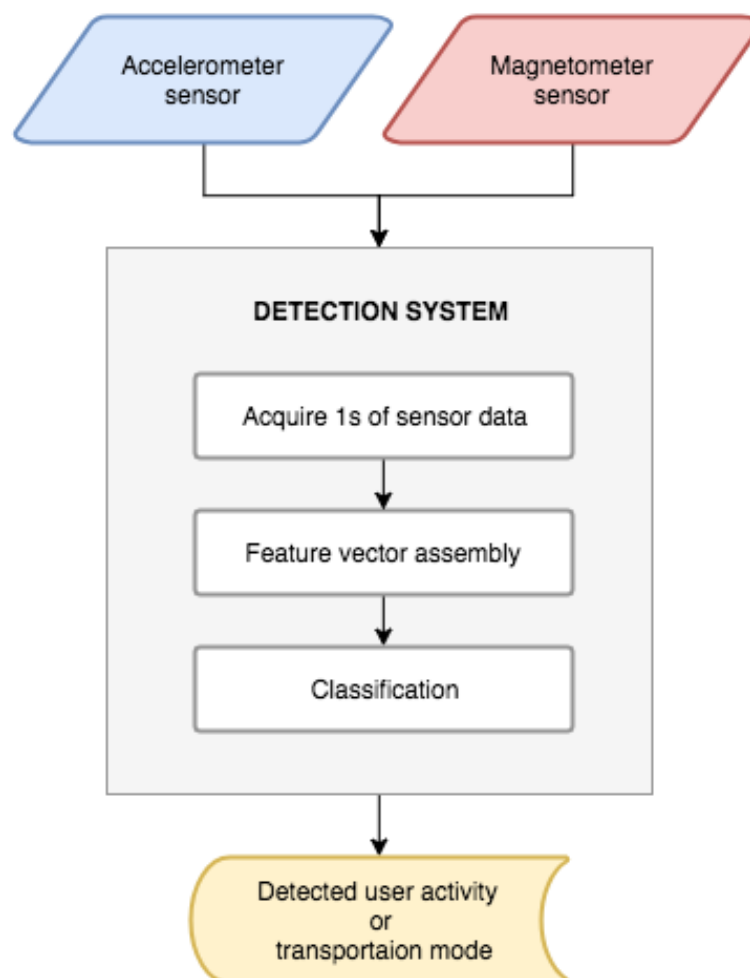 Accelerometer
sensor
Magnetometer
sensor
DETECTION SYSTEM
Acquire 1s of sensor data
Feature vector assembly
Classification
Detected user activity
or
transportaion mode